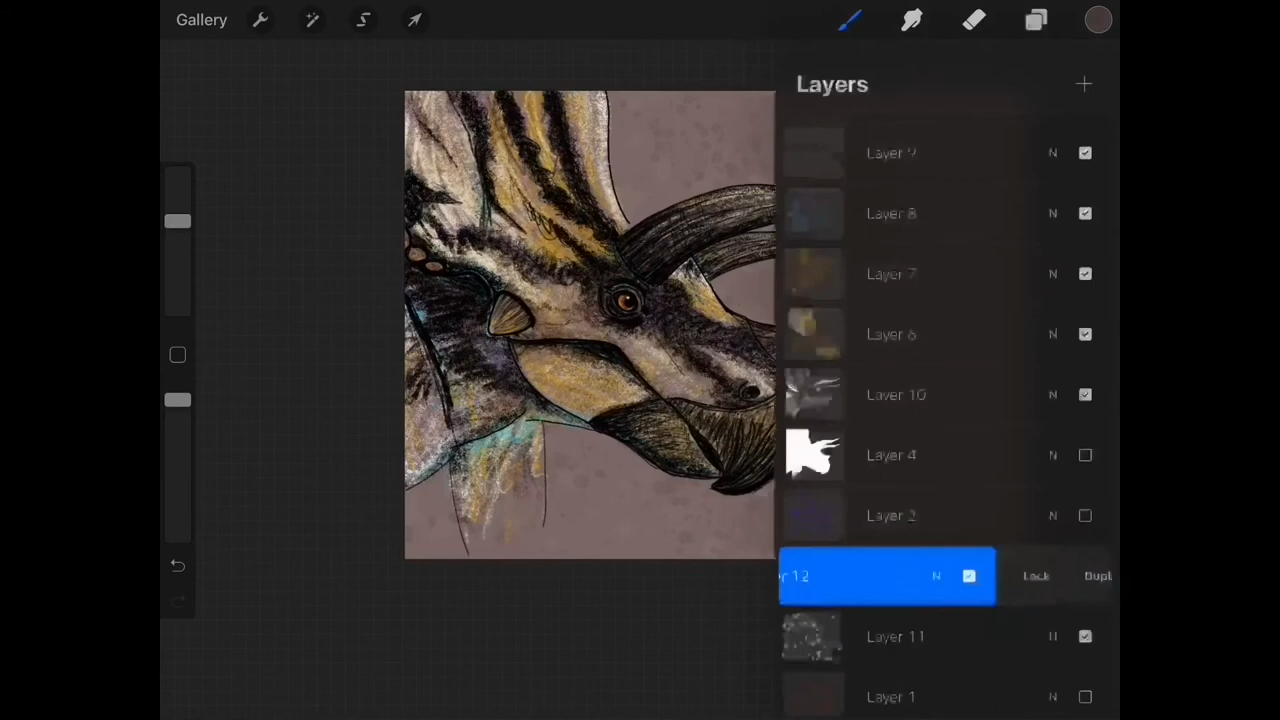 Gallery
Layers
Layer 9 N
Layer 8 N
Layer 7 N
Layer 6 N
Layer 10 N
Layer 4 N
Layer 2 N
r 12 N Lock Dupl
Layer 11 H
Layer 1 N